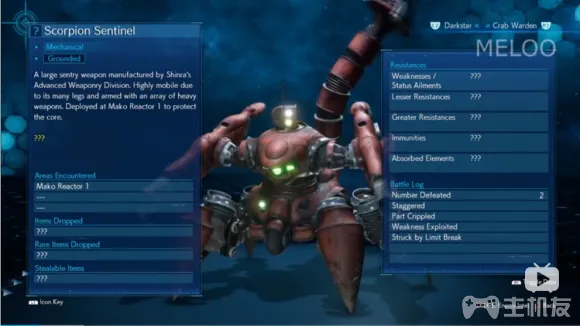 ? Scorpion Sentinel
Mechanical
Grounded
A large sentry weapon manufactured by Shinra's
Advanced Weaponry Division. Highly mobile due
to its many legs and armed with an array of heavy
weapons. Deployed at Mako Reactor 1 to protect
the core.
???
Areas Encountered
Mako Reactor 1
---
---
Items Dropped
???
Rare Items Dropped
???
Stealable Items
???
Icon Key
Darkstar
Crab Warden
MELOO
Resistances
Weaknesses / ???
Status Ailments
Lesser Resistances ???
Greater Resistances ???
Immunities ???
Absorbed Elements ???
Battle Log
Number Defeated 2
Staggered
Part Crippled
Weakness Exploited
Struck by Limit Break
主机友